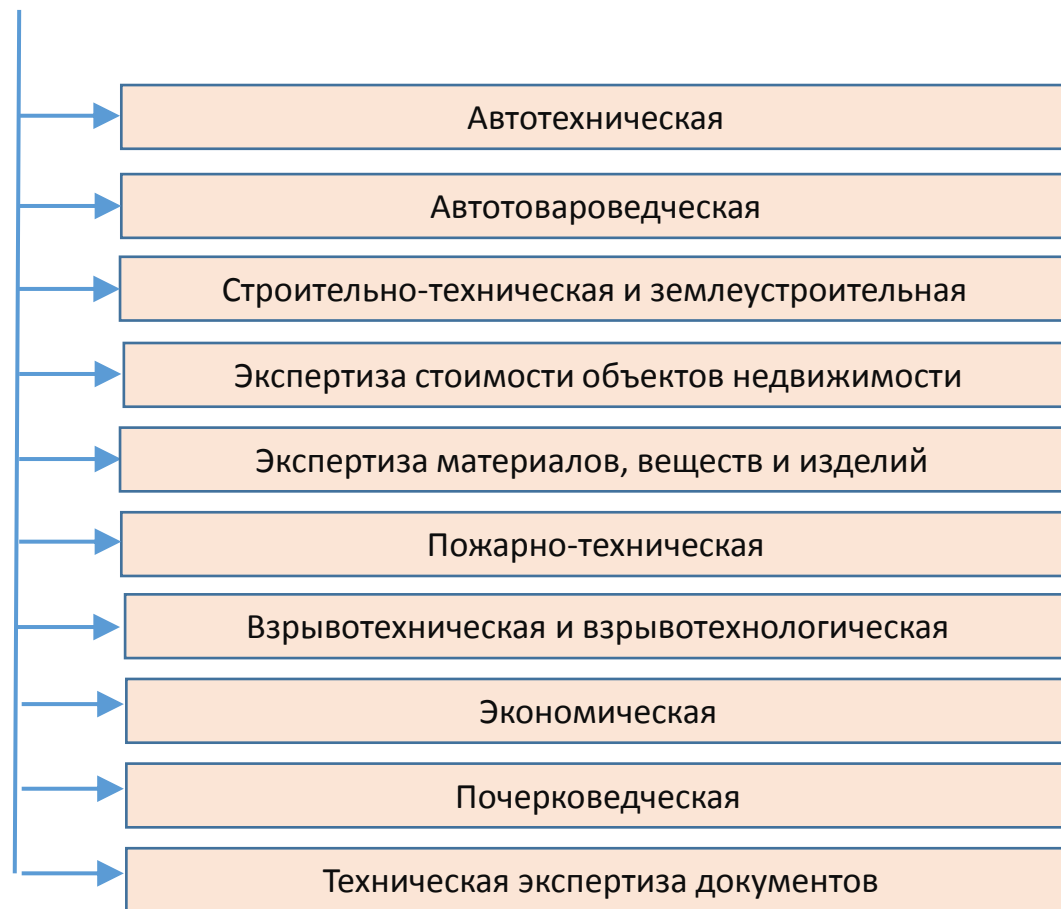 Автотехническая
Автотовароведческая
Строительно-техническая и землеустроительная
Экспертиза стоимости объектов недвижимости
Экспертиза материалов, веществ и изделий
Пожарно-техническая
Взрывотехническая и взрывотехнологическая
Экономическая
Почерковедческая
Техническая экспертиза документов